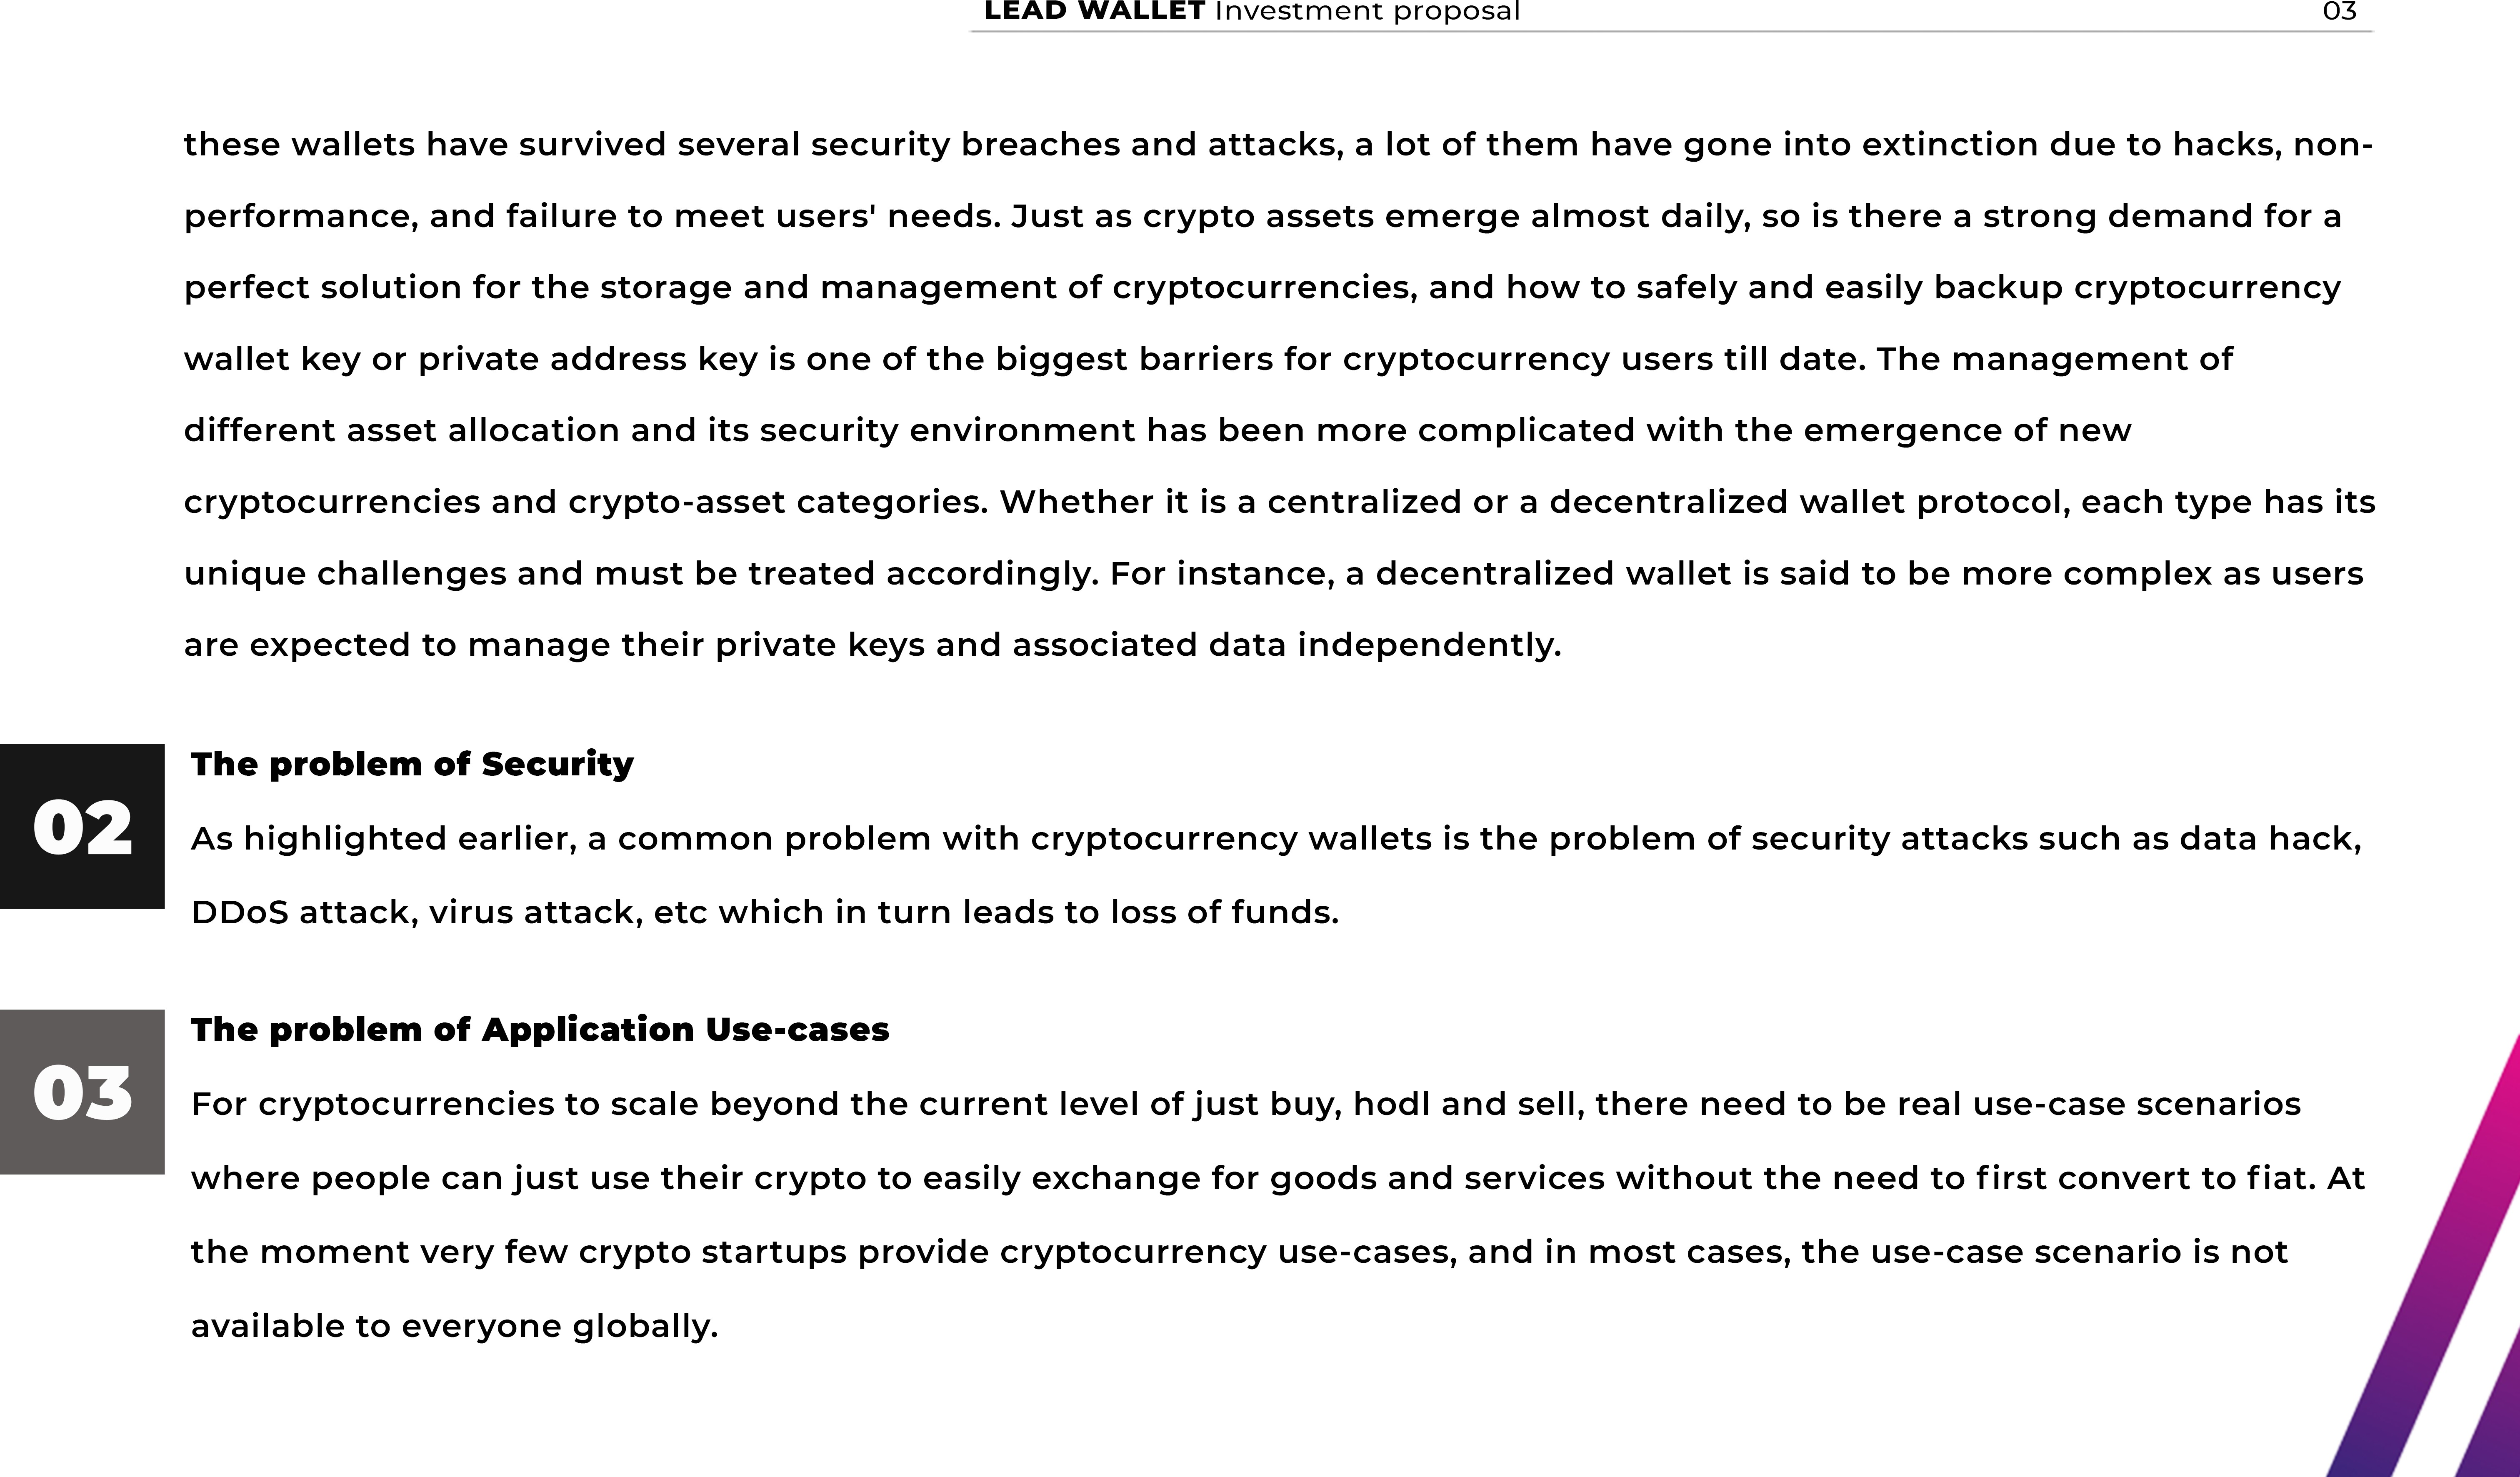 LEAD WALLET Investment proposal 03
these wallets have survived several security breaches and attacks, a lot of them have gone into extinction due to hacks, non-
performance, and failure to meet users' needs. Just as crypto assets emerge almost daily, so is there a strong demand for a
perfect solution for the storage and management of cryptocurrencies, and how to safely and easily backup cryptocurrency
wallet key or private address key is one of the biggest barriers for cryptocurrency users till date. The management of
different asset allocation and its security environment has been more complicated with the emergence of new
cryptocurrencies and crypto-asset categories. Whether it is a centralized or a decentralized wallet protocol, each type has its
unique challenges and must be treated accordingly. For instance, a decentralized wallet is said to be more complex as users
are expected to manage their private keys and associated data independently.
02
The problem of Security
As highlighted earlier, a common problem with cryptocurrency wallets is the problem of security attacks such as data hack,
DDoS attack, virus attack, etc which in turn leads to loss of funds.
03
The problem of Application Use-cases
For cryptocurrencies to scale beyond the current level of just buy, hodl and sell, there need to be real use-case scenarios
where people can just use their crypto to easily exchange for goods and services without the need to first convert to fiat. At
the moment very few crypto startups provide cryptocurrency use-cases, and in most cases, the use-case scenario is not
available to everyone globally.